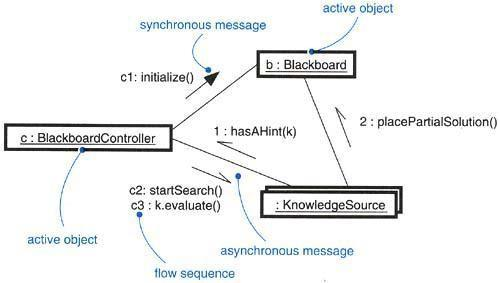 synchronous message
active object
c1: initialize()
b : Blackboard
2 : placePartialSolution()
1 : hasAHint(k)
c : BlackboardController
c2: startSearch()
c3 : k.evaluate()
: KnowledgeSource
active object
asynchronous message
flow sequence